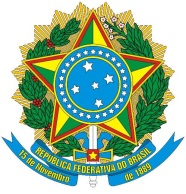 REPÚBLICA FEDERATIVA DO BRASIL
15 de Novembro
de 1889